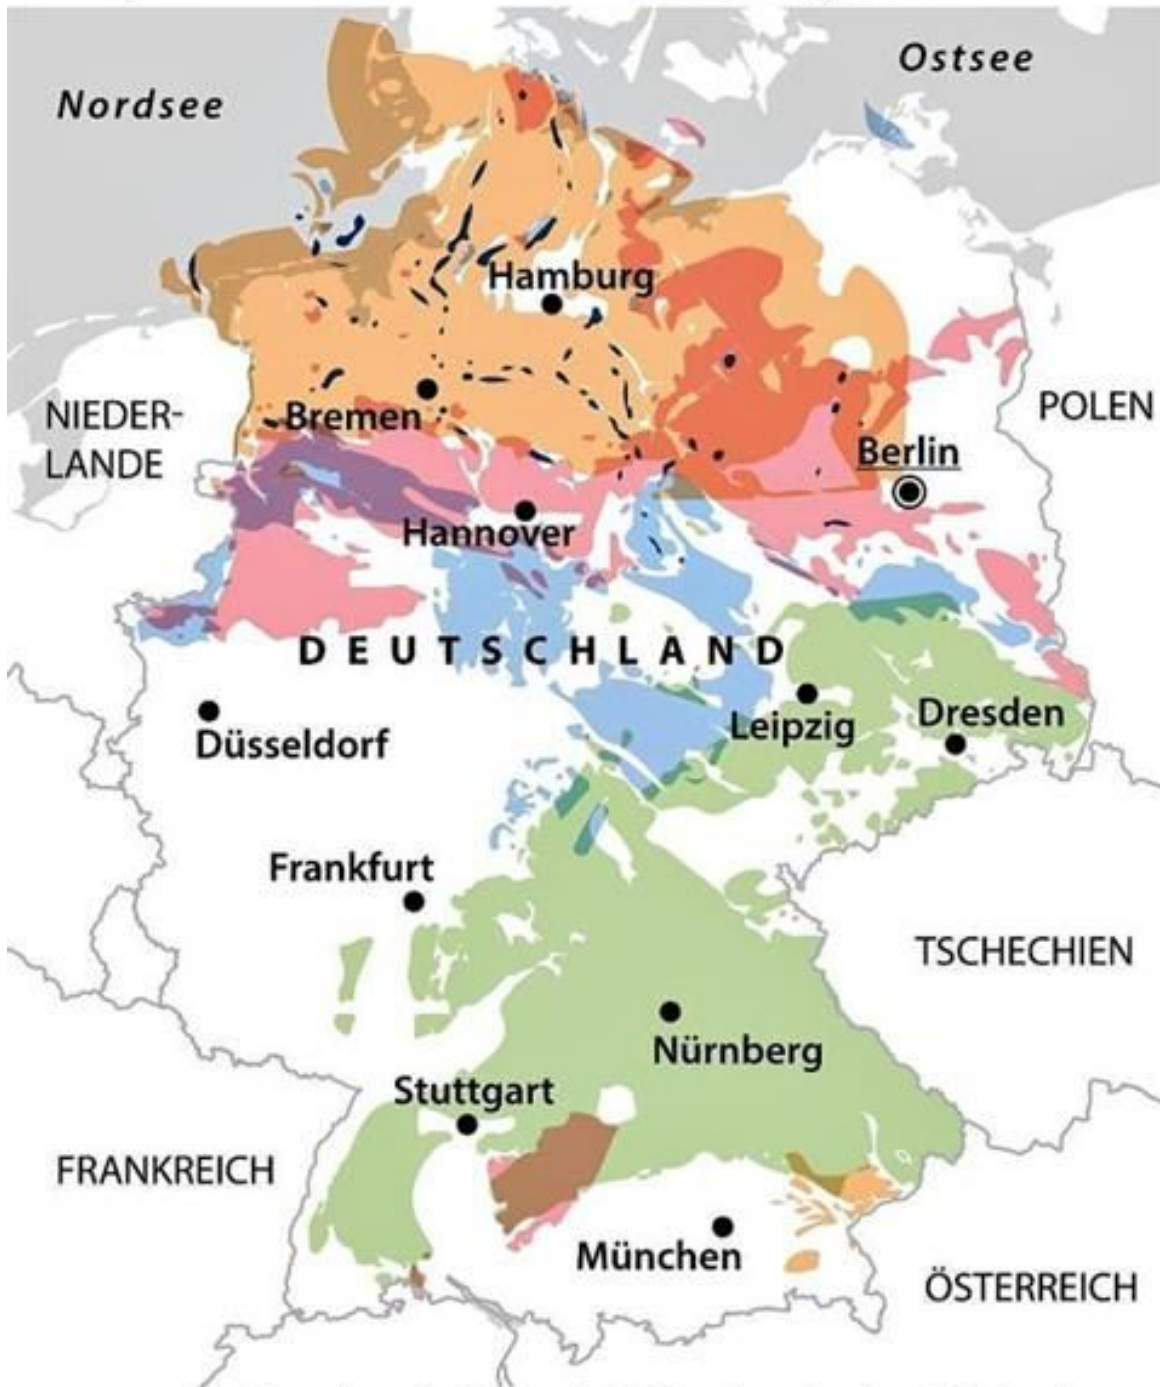 Ostsee
Nordsee
Hamburg
NIEDER-
LANDE
Bremen
POLEN
Berlin
Hannover
DEUTSCHLAND
Düsseldorf
Leipzig
Dresden
Frankfurt
TSCHECHIEN
Nürnberg
Stuttgart
FRANKREICH
München
ÖSTERREICH